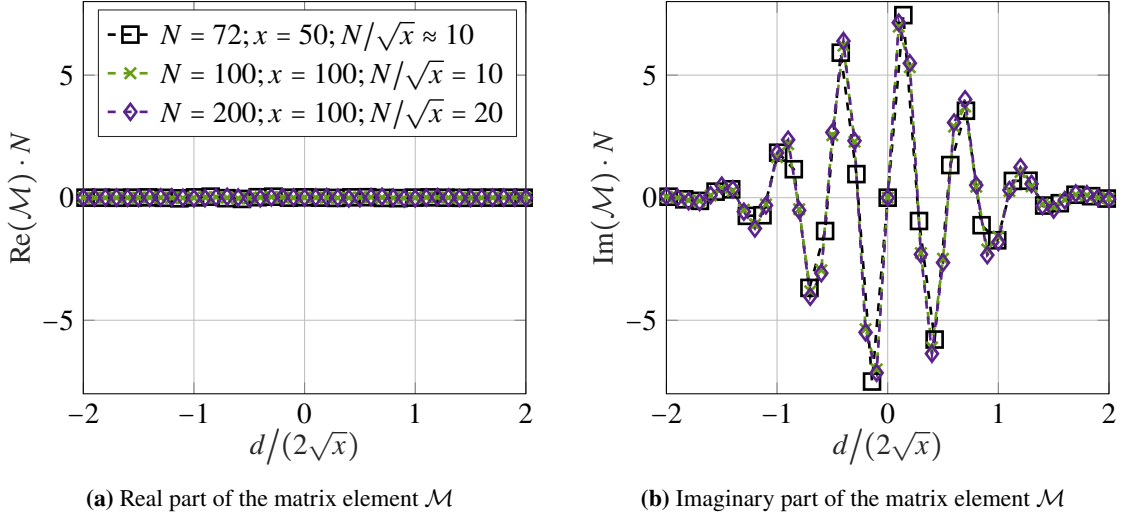 N = 72; x = 50; N/√x ≈ 10
N = 100; x = 100; N/√x = 10
N = 200; x = 100; N/√x = 20
Re(ℳ) · N
5
0
−5
−2
−1
0
1
2
d/(2√x)
(a) Real part of the matrix element ℳ
Im(ℳ) · N
5
0
−5
−2
−1
0
1
2
d/(2√x)
(b) Imaginary part of the matrix element ℳ